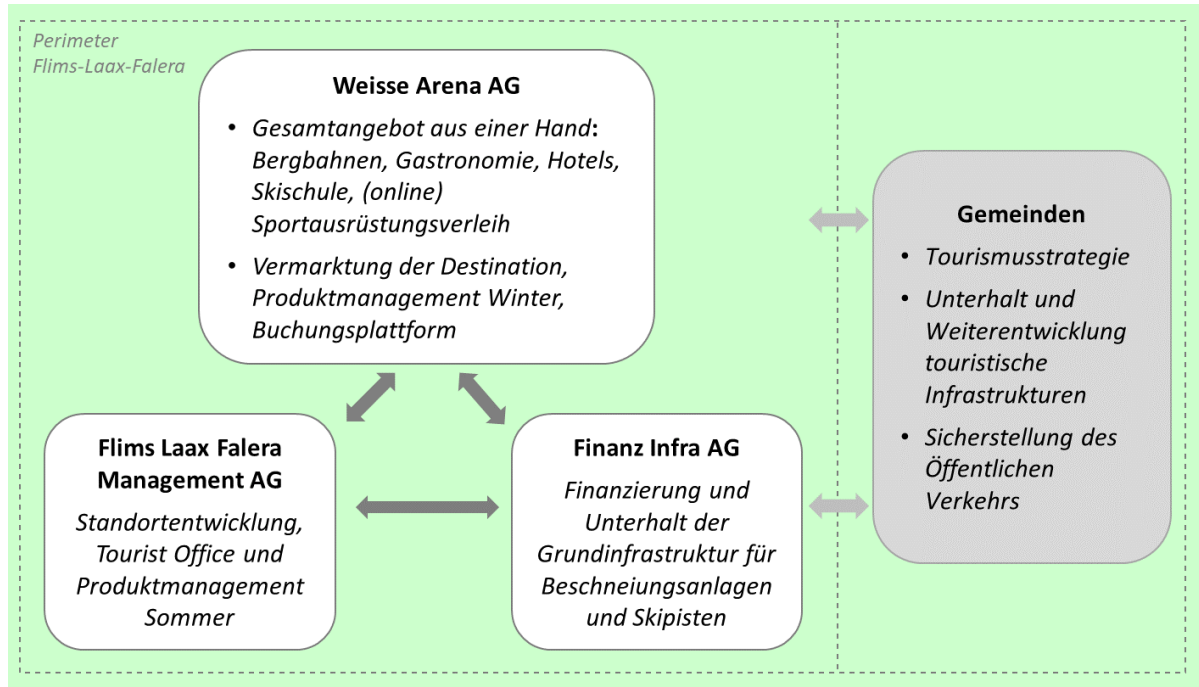 Perimeter
Flims-Laax-Falera
Weisse Arena AG
• Gesamtangebot aus einer Hand:
Bergbahnen, Gastronomie, Hotels,
Skischule, (online)
Sportausrüstungsverleih
• Vermarktung der Destination,
Produktmanagement Winter,
Buchungsplattform
Flims Laax Falera
Management AG
Standortentwicklung,
Tourist Office und
Produktmanagement
Sommer
Finanz Infra AG
Finanzierung und
Unterhalt der
Grundinfrastruktur für
Beschneiungsanlagen
und Skipisten
Gemeinden
• Tourismusstrategie
• Unterhalt und
Weiterentwicklung
touristische
Infrastrukturen
• Sicherstellung des
Öffentlichen
Verkehrs